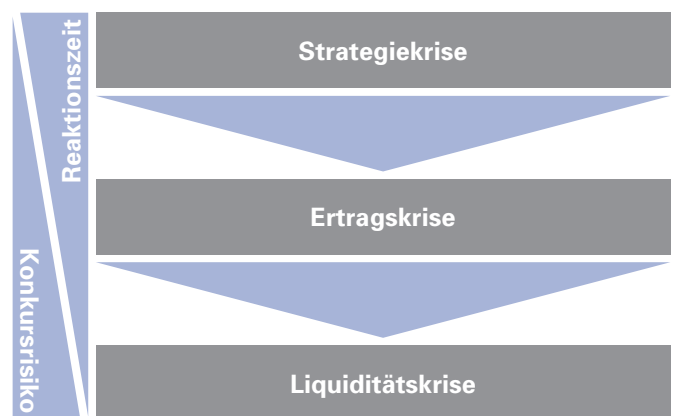 Reaktionszeit
Konkursrisiko
Strategiekrise
Ertragskrise
Liquiditätskrise